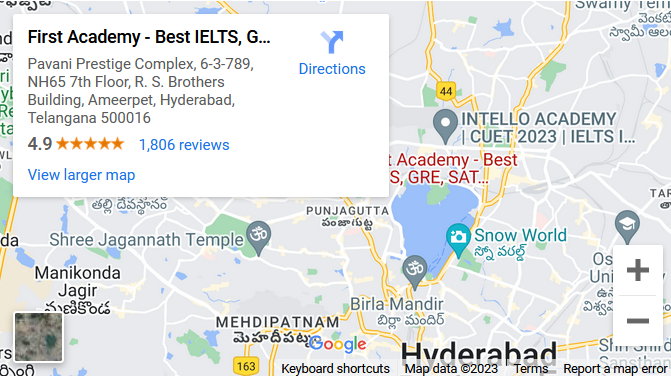 First Academy - Best IELTS, G...
Pavani Prestige Complex, 6-3-789,
NH65 7th Floor, R. S. Brothers
Building, Ameerpet, Hyderabad,
Telangana 500016
4.9
1,806 reviews
View larger map
Directions
Swamy Temple
స్వామీ ఆల
44
INTELLO ACADEMY
| CUET 2023 | IELTS I...
t Academy - Best
S, GRE, SAT...
తల్లి దేవస్థానం
PUNJAGUTTA
పంజాగుట్ట
Shree Jagannath Temple
Snow World
స్నో వరల్డ్
Manikonda
Jagir
మణికొండ
Birla Mandir
బిర్లా మందిర్
MEHDIPATNAM
మెహదీపట్న
Google
Hyderabad
163
Keyboard shortcuts
Map data ©2023
Terms
Report a map error